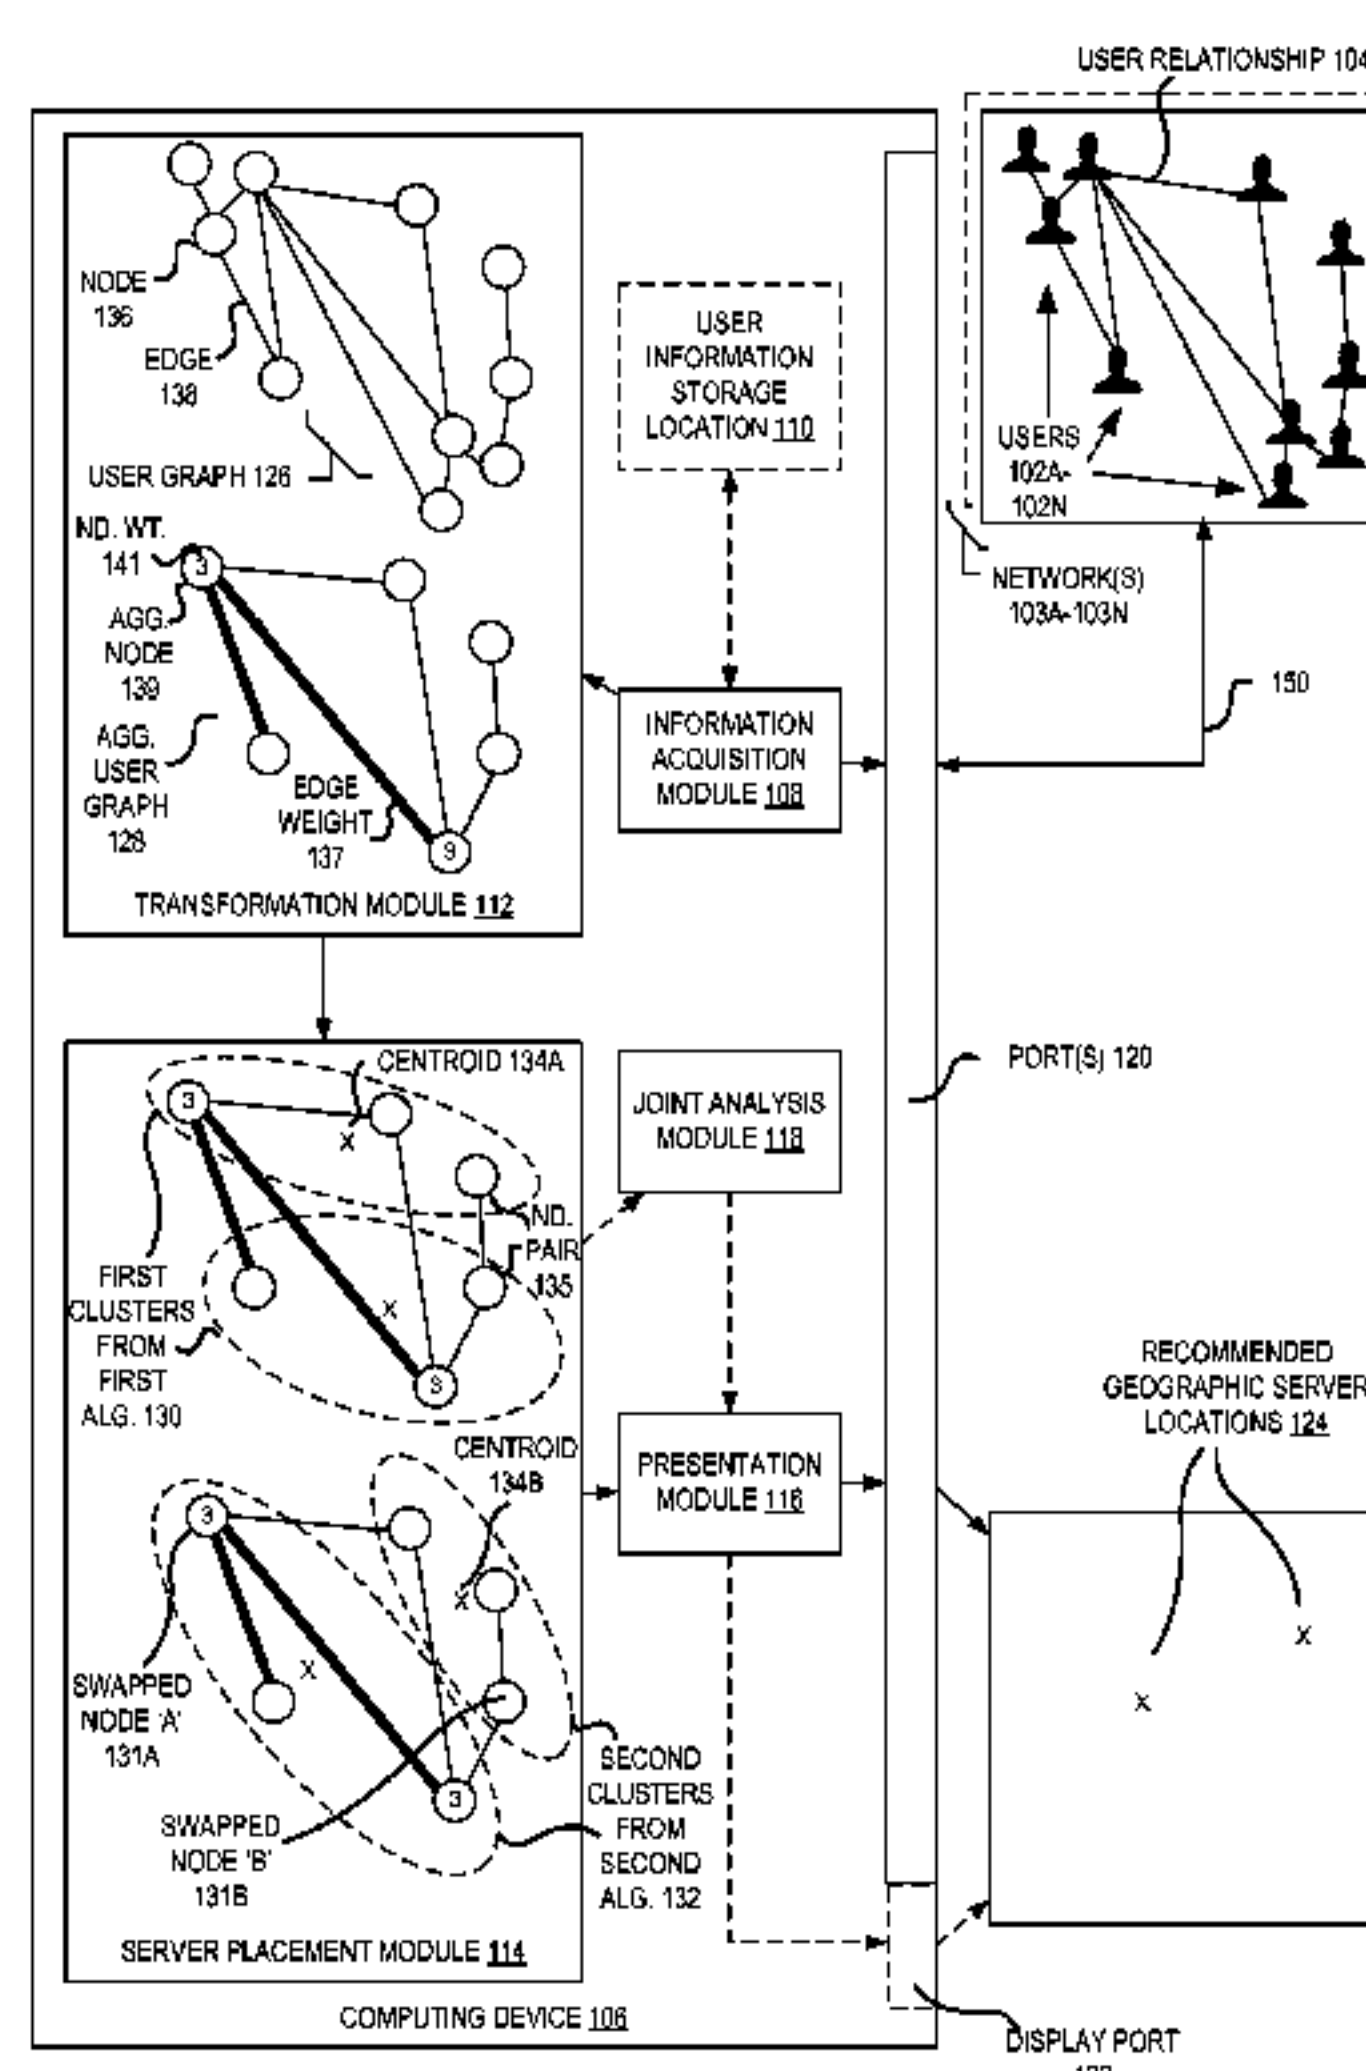 USER RELATIONSHIP 104
NODE
136
EDGE
138
USER GRAPH 126
ND. WT.
141
3
AGG.
NODE
139
AGG.
USER
GRAPH
128
EDGE
WEIGHT
137
TRANSFORMATION MODULE 112
USER
INFORMATION
STORAGE
LOCATION 110
INFORMATION
ACQUISITION
MODULE 108
USERS
102A-
102N
NETWORK(S)
103A-103N
150
PORT(S) 120
CENTROID 134A
3
X
ND.
PAIR
135
X
FIRST
CLUSTERS
FROM
FIRST
ALG. 130
JOINT ANALYSIS
MODULE 118
CENTROID
134B
3
X
X
SWAPPED
NODE 'A'
131A
3
SWAPPED
NODE 'B'
131B
SECOND
CLUSTERS
FROM
SECOND
ALG. 132
SERVER PLACEMENT MODULE 114
PRESENTATION
MODULE 116
RECOMMENDED
GEOGRAPHIC SERVER
LOCATIONS 124
X
X
COMPUTING DEVICE 106
DISPLAY PORT